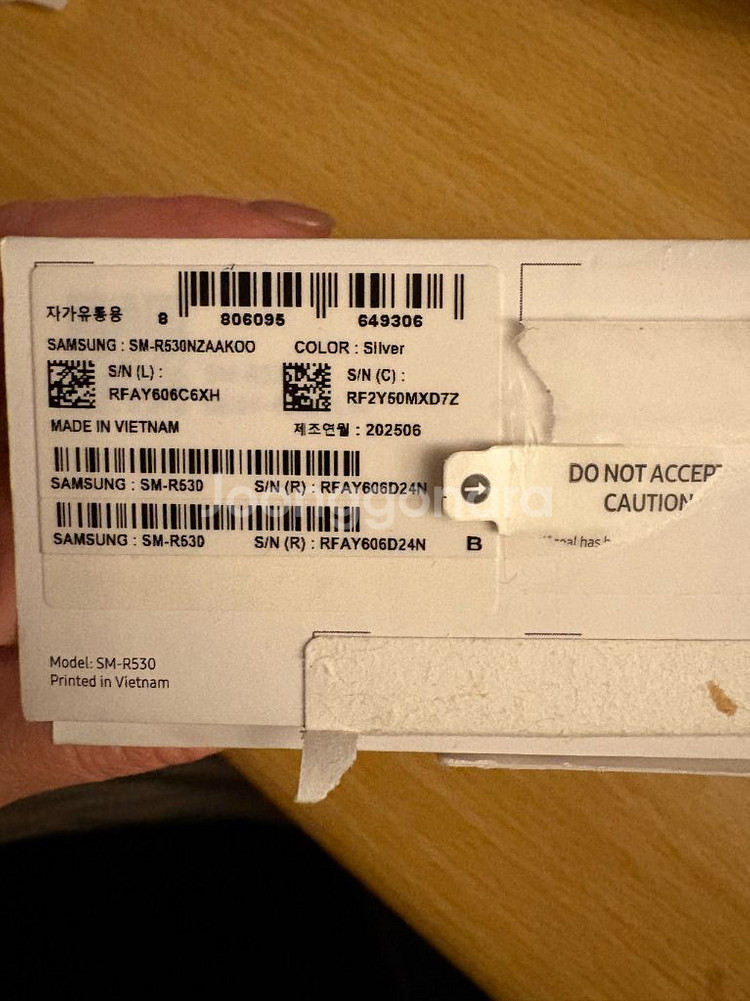 자가유통용
8 806095 649306
SAMSUNG : SM-R530NZAAKOO COLOR : Silver
S/N (L) :
RFAY606C6XH
S/N (C) :
RF2Y50MXD7Z
MADE IN VIETNAM 제조연월 : 202506
SAMSUNG : SM-R530 S/N (R) : RFAY606D24N
SAMSUNG : SM-R530 S/N (R) : RFAY606D24N B
DO NOT ACCEPT
CAUTION
has
Joonggonara
Model: SM-R530
Printed in Vietnam